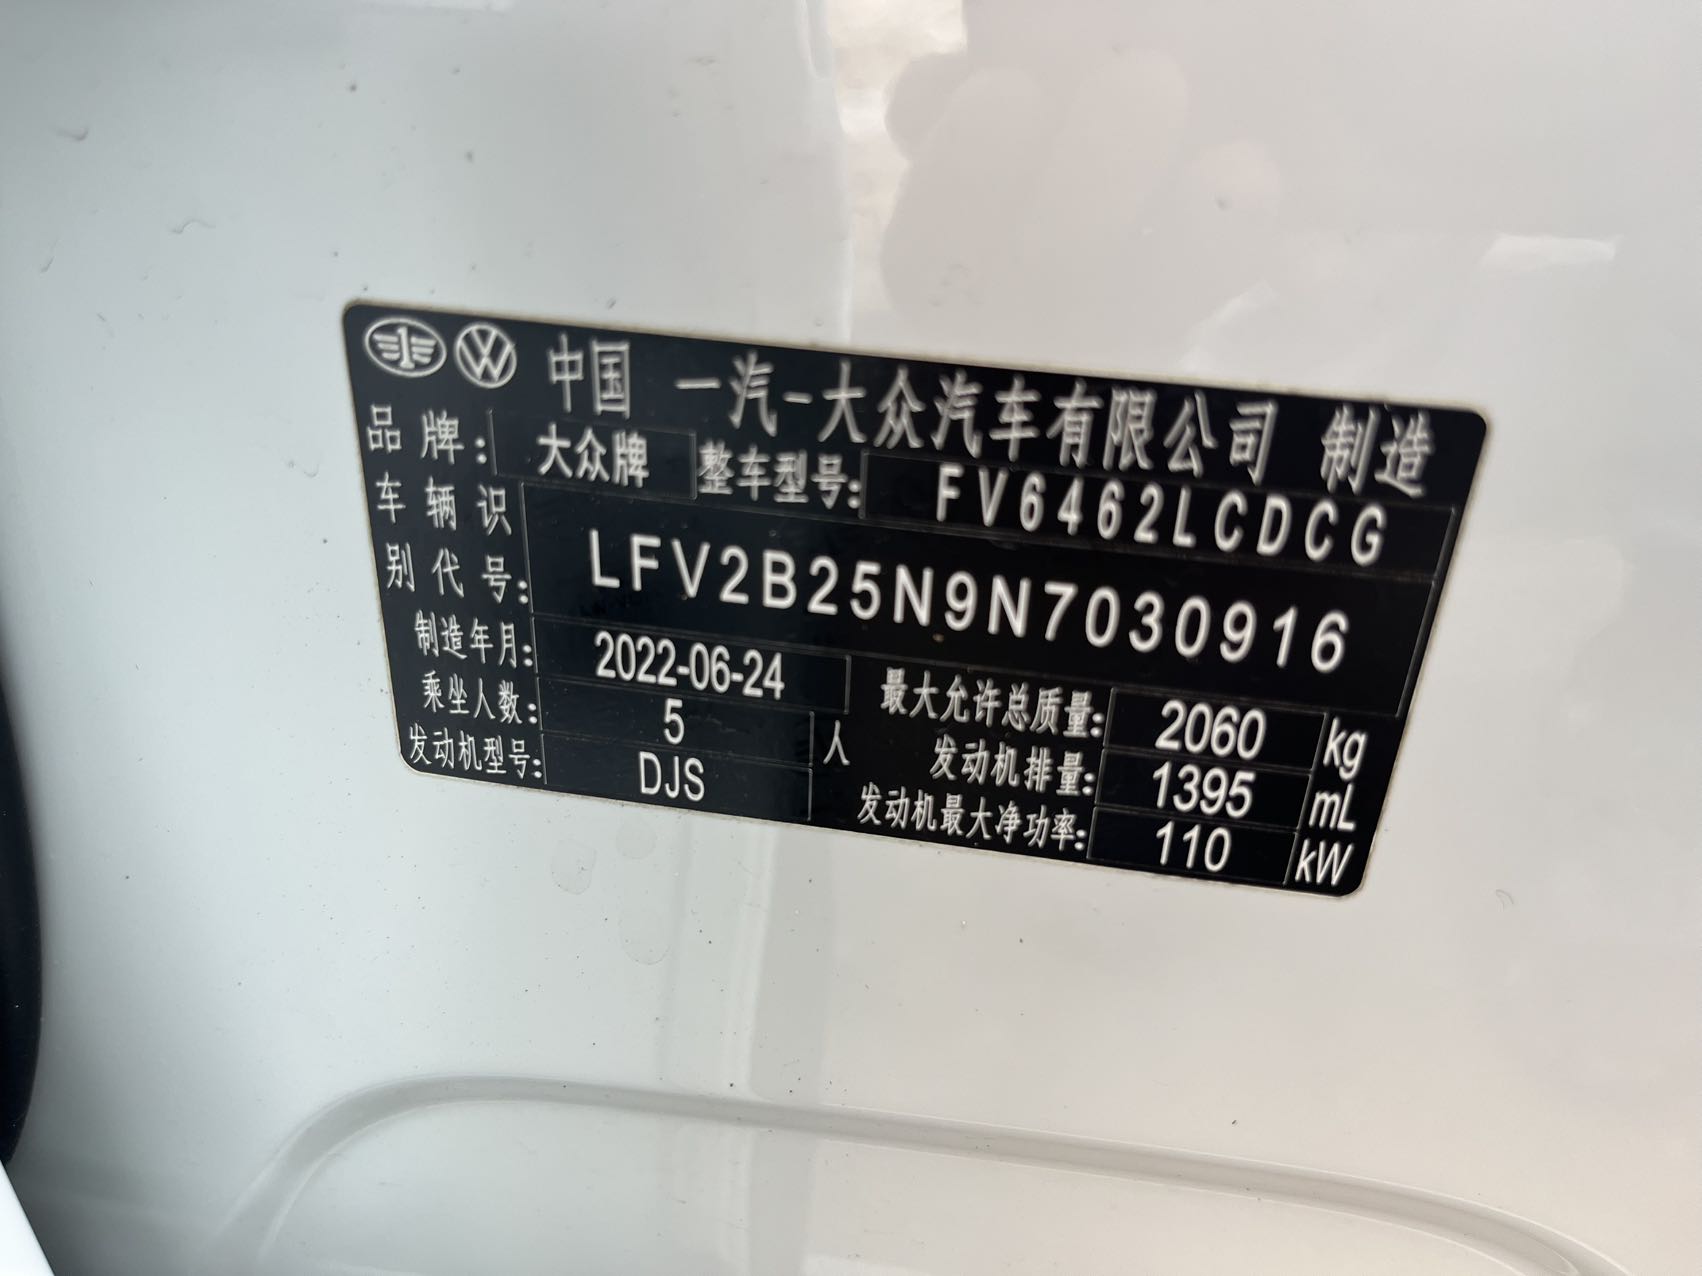 中国 一汽-大众汽车有限公司 制造
品牌: 大众牌 整车型号: FV6462LCDCG
车辆识别代号: LFV2B25N9N7030916
制造年月: 2022-06-24 最大允许总质量: 2060 kg
乘坐人数: 5 人 发动机排量: 1395 mL
发动机型号: DJS 发动机最大净功率: 110 kW